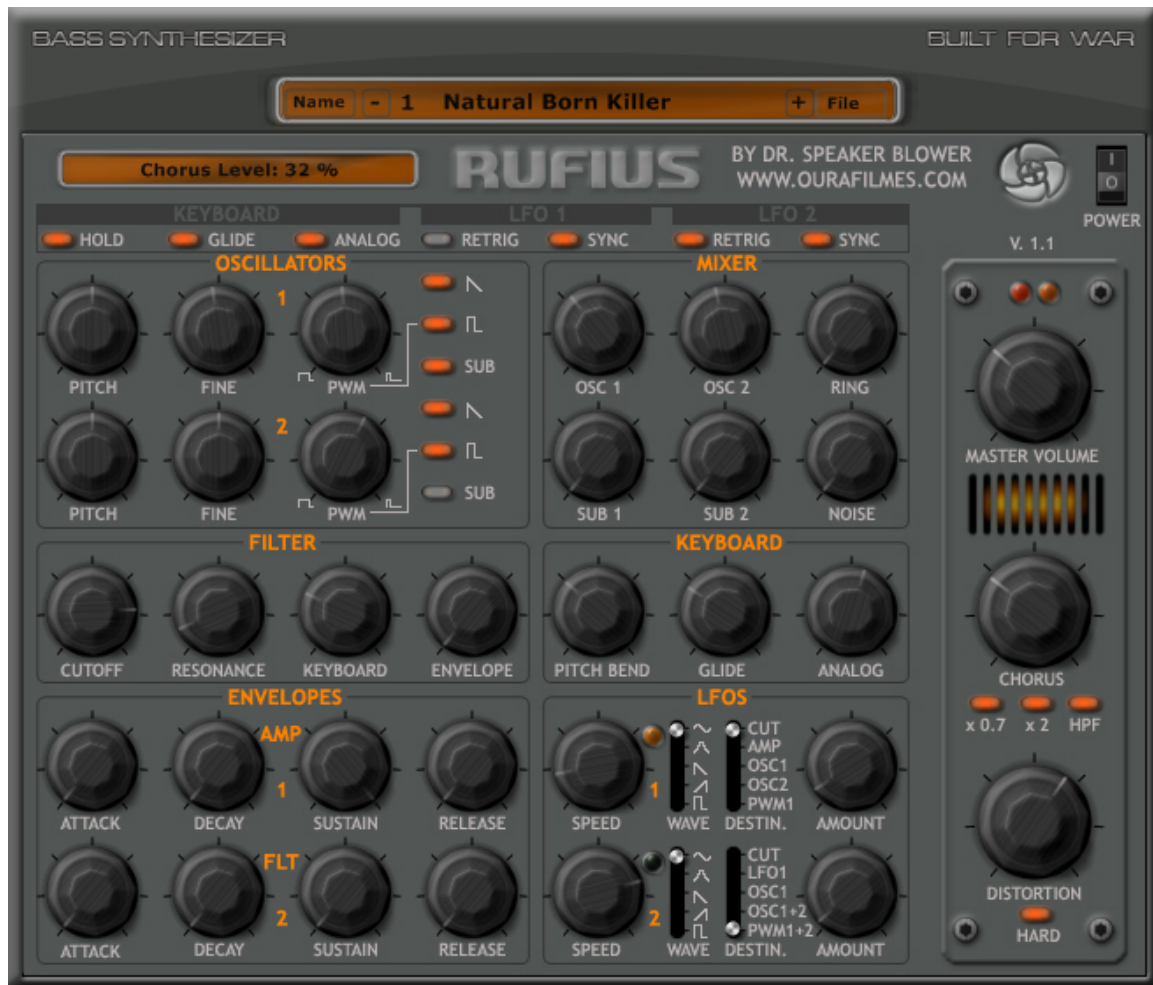 BASS SYNTHESIZER
BUILT FOR WAR
Name - 1 Natural Born Killer + File
Chorus Level: 32 %
RUFIUS
BY DR. SPEAKER BLOWER
WWW.OURAFILMES.COM
I
O
POWER
KEYBOARD LFO 1 LFO 2
HOLD GLIDE ANALOG RETRIG SYNC RETRIG SYNC
V. 1.1
OSCILLATORS
1
PITCH FINE PWM
SUB
2
PITCH FINE PWM
SUB
MIXER
OSC 1 OSC 2 RING
SUB 1 SUB 2 NOISE
MASTER VOLUME
FILTER
CUTOFF RESONANCE KEYBOARD ENVELOPE
KEYBOARD
PITCH BEND GLIDE ANALOG
CHORUS
x 0.7 x 2 HPF
ENVELOPES
AMP
1
ATTACK DECAY SUSTAIN RELEASE
FLT
2
ATTACK DECAY SUSTAIN RELEASE
LFOS
CUT
AMP
OSC1
OSC2
PWM1
1
SPEED WAVE DESTIN. AMOUNT
CUT
LFO1
OSC1
OSC1+2
PWM1+2
2
SPEED WAVE DESTIN. AMOUNT
DISTORTION
HARD